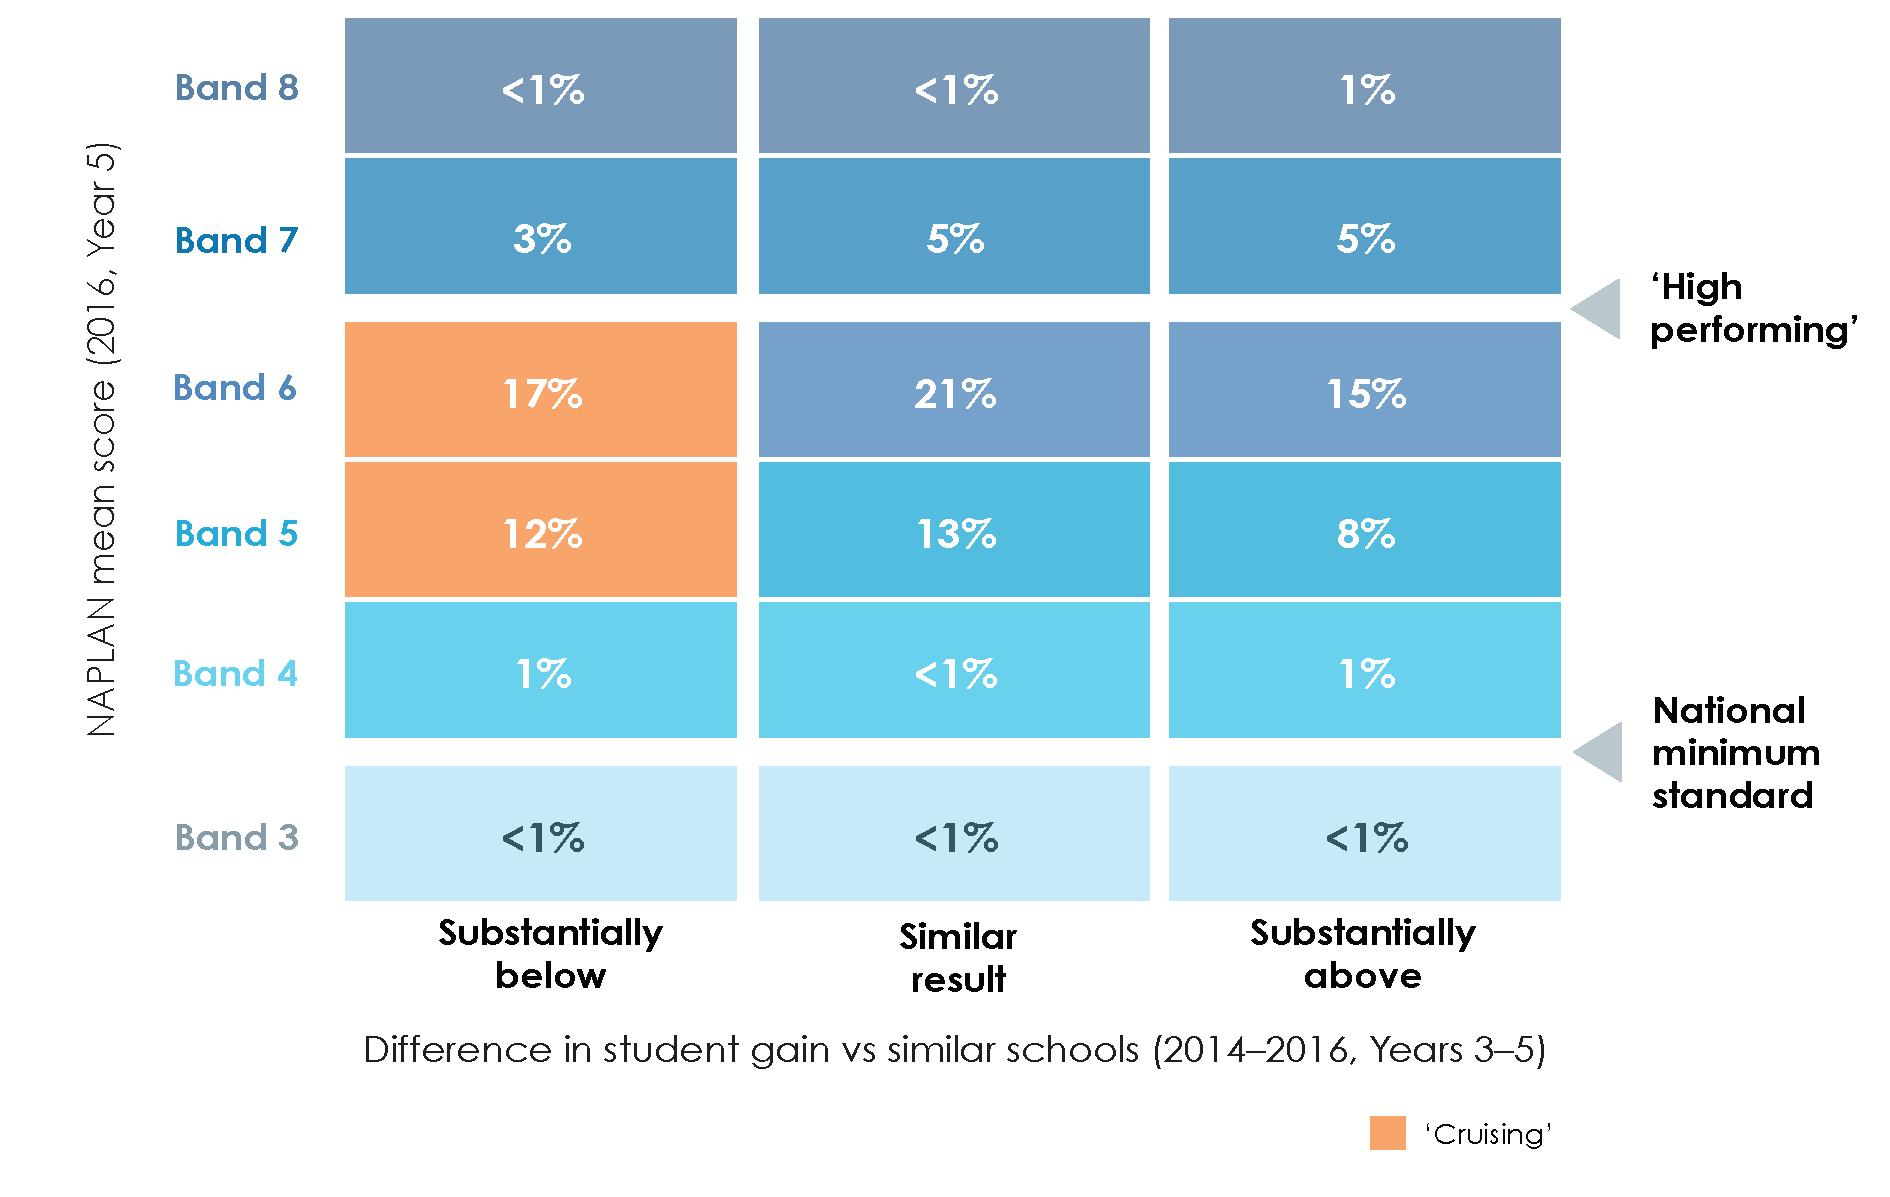 NAPLAN mean score (2016, Year 5)
Band 8
<1%
<1%
1%
Band 7
3%
5%
5%
‘High
performing’
Band 6
17%
21%
15%
Band 5
12%
13%
8%
Band 4
1%
<1%
1%
National
minimum
standard
Band 3
<1%
<1%
<1%
Substantially
below
Similar
result
Substantially
above
Difference in student gain vs similar schools (2014–2016, Years 3–5)
‘Cruising’